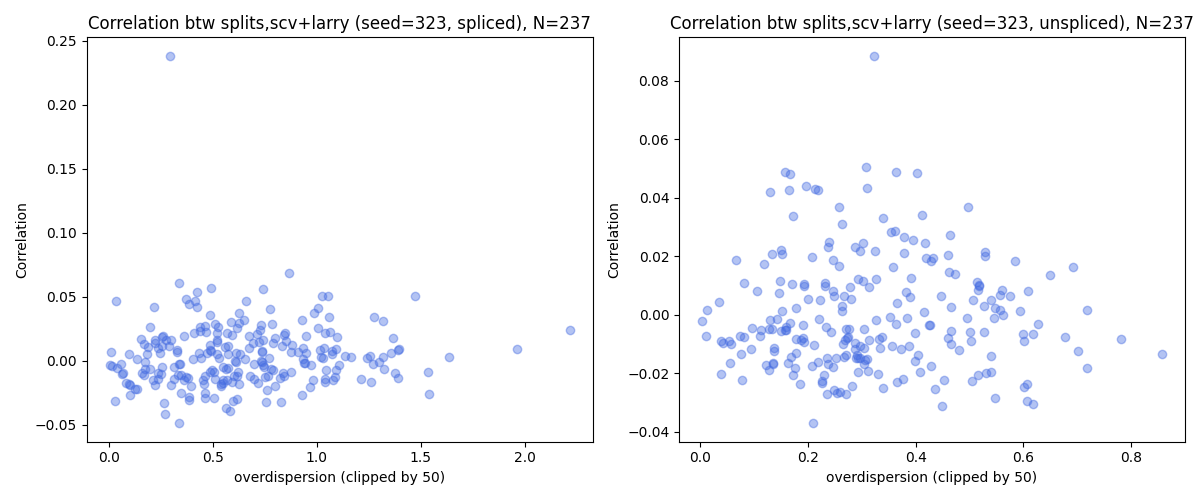 Correlation btw splits,scv+larry (seed=323, spliced), N=237
Correlation
0.25
0.20
0.15
0.10
0.05
0.00
−0.05
0.0 0.5 1.0 1.5 2.0
overdispersion (clipped by 50)
Correlation btw splits,scv+larry (seed=323, unspliced), N=237
Correlation
0.08
0.06
0.04
0.02
0.00
−0.02
−0.04
0.0 0.2 0.4 0.6 0.8
overdispersion (clipped by 50)